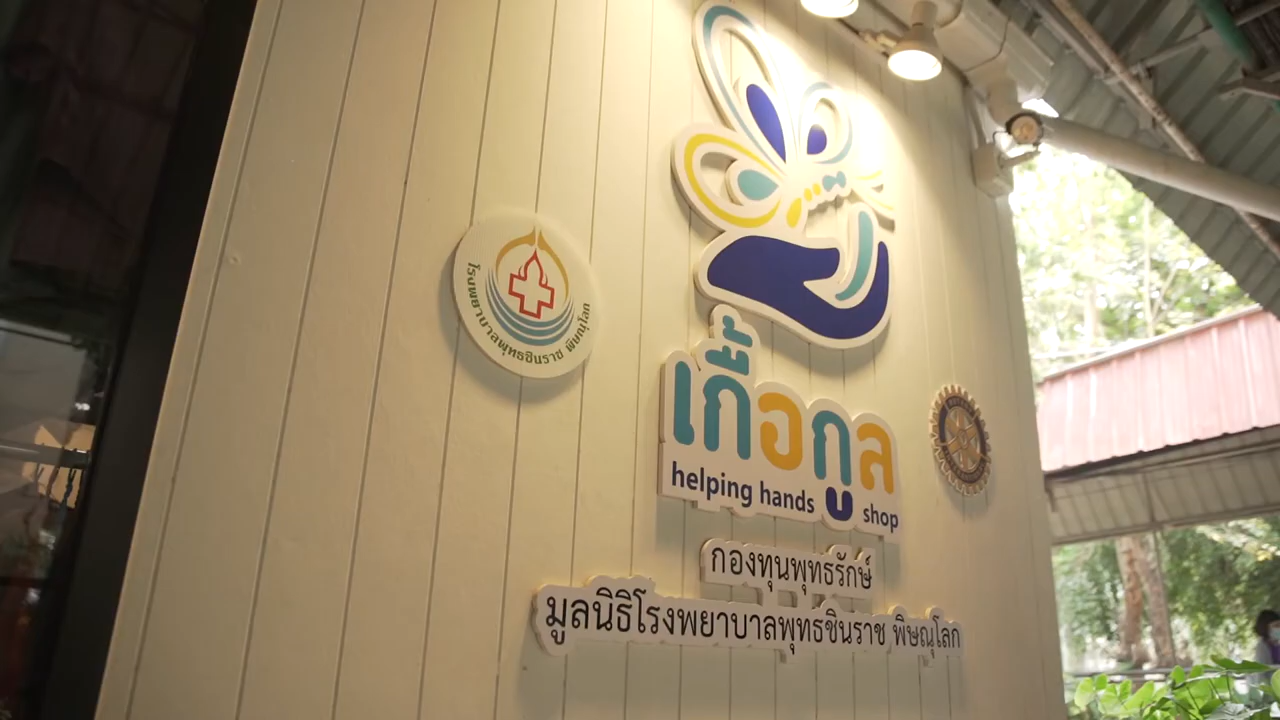 โรงพยาบาลพุทธชินราช พิษณุโลก
เกื้อกูล
helping hands shop
กองทุนพุทธรักษ์
มูลนิธิโรงพยาบาลพุทธชินราช พิษณุโลก